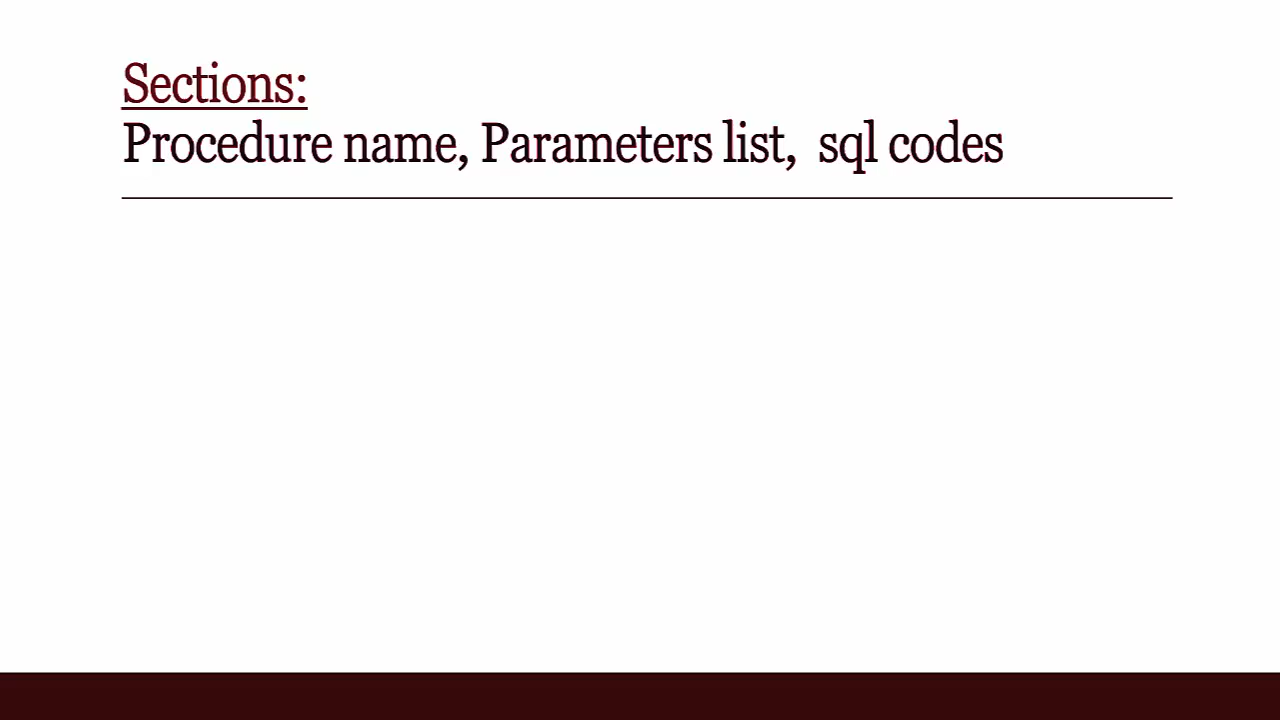 Sections:
Procedure name, Parameters list,  sql codes